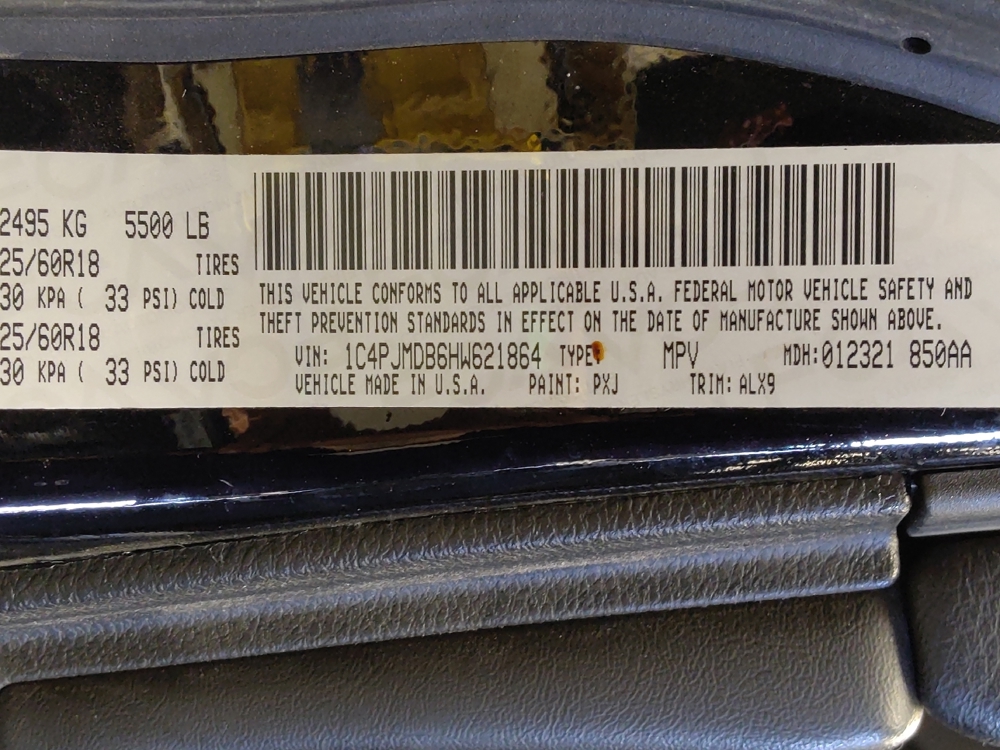 2495 KG 5500 LB
25/60R18 TIRES
30 KPA ( 33 PSI) COLD
25/60R18 TIRES
30 KPA ( 33 PSI) COLD
THIS VEHICLE CONFORMS TO ALL APPLICABLE U.S.A. FEDERAL MOTOR VEHICLE SAFETY AND
THEFT PREVENTION STANDARDS IN EFFECT ON THE DATE OF MANUFACTURE SHOWN ABOVE.
VIN: 1C4PJMDB6HW621864 TYPE: MPV MDH: 012321 850AA
VEHICLE MADE IN U.S.A. PAINT: PXJ TRIM: ALX9